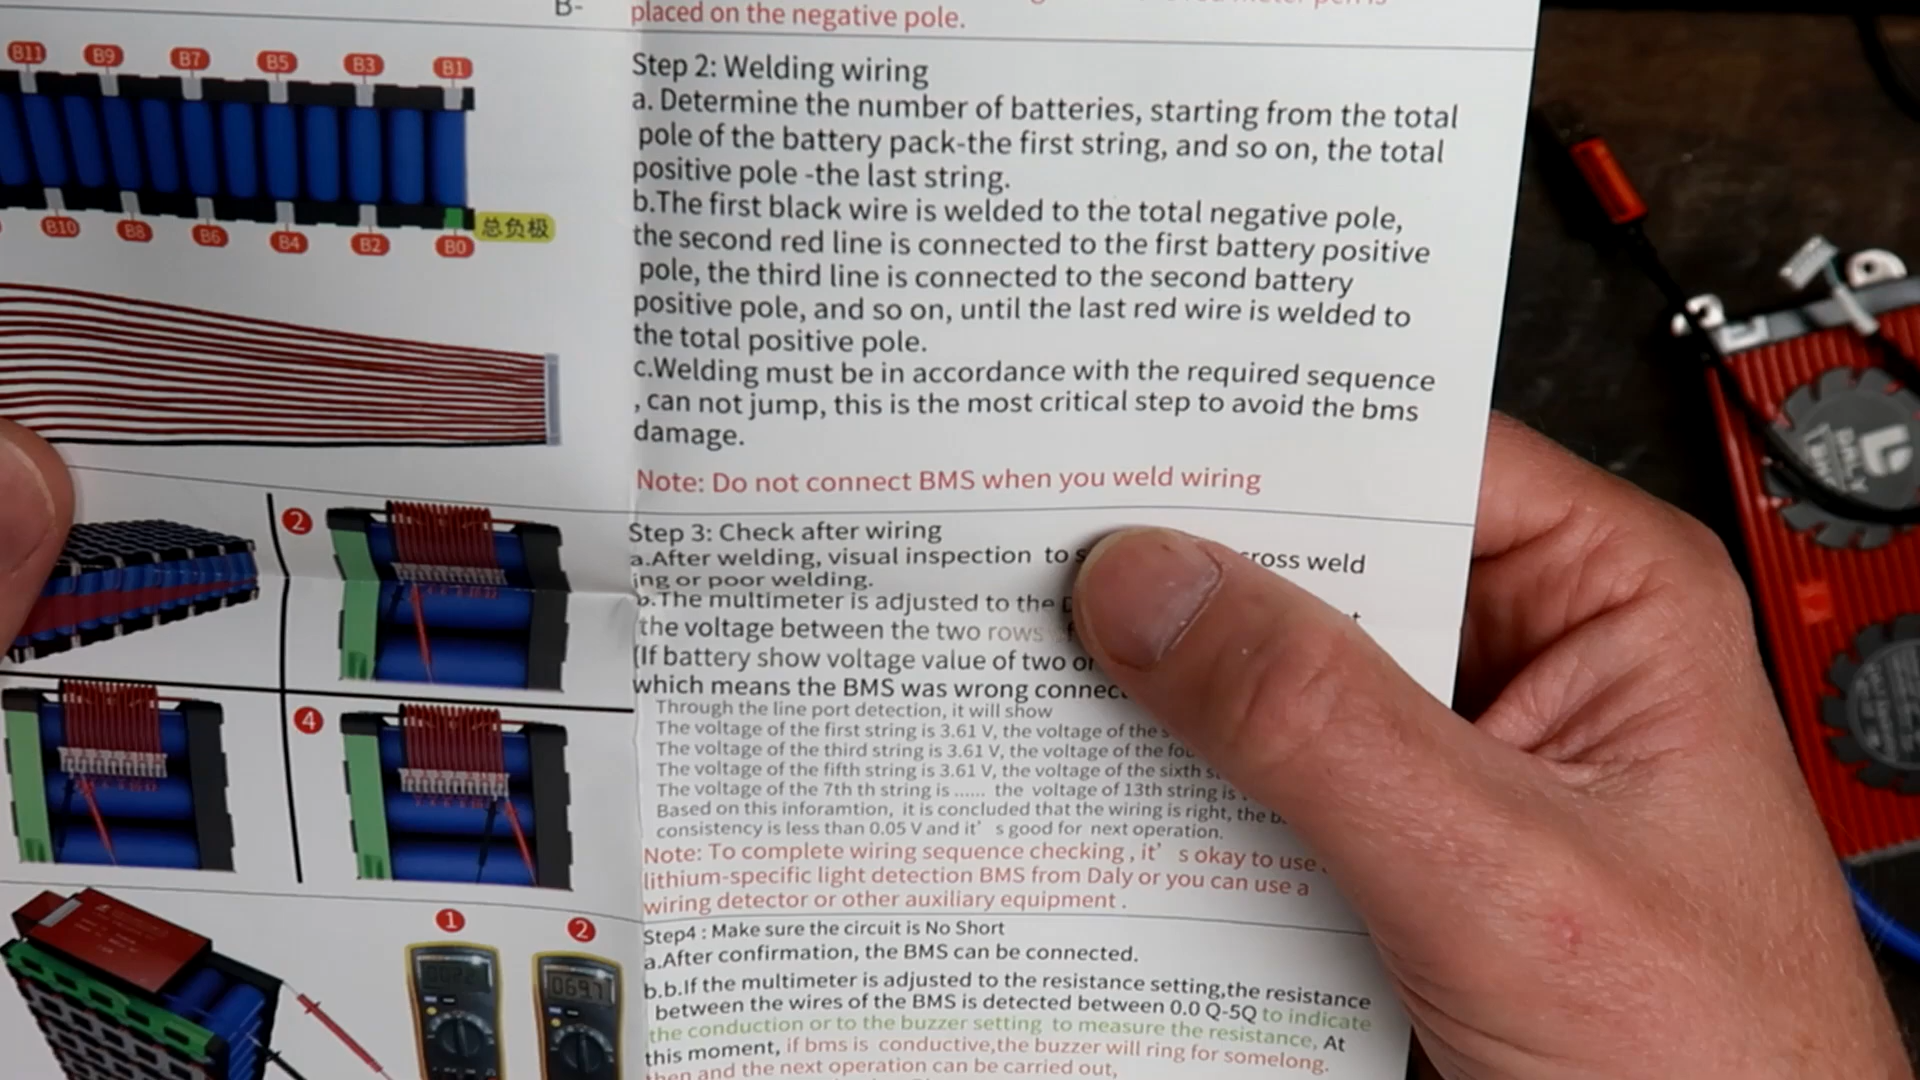 B-
placed on the negative pole.
B11 B9 B7 B5 B3 B1
B10 B8 B6 B4 B2 B0
总负极
Step 2: Welding wiring
a. Determine the number of batteries, starting from the total
pole of the battery pack-the first string, and so on, the total
positive pole -the last string.
b.The first black wire is welded to the total negative pole,
the second red line is connected to the first battery positive
pole, the third line is connected to the second battery
positive pole, and so on, until the last red wire is welded to
the total positive pole.
c.Welding must be in accordance with the required sequence
, can not jump, this is the most critical step to avoid the bms
damage.
Note: Do not connect BMS when you weld wiring
2
4
Step 3: Check after wiring
a.After welding, visual inspection to weld
ing or poor welding.
b.The multimeter is adjusted to the
the voltage between the two rows
(If battery show voltage value of two
which means the BMS was wrong
Through the line port detection, it will show
The voltage of the first string is 3.61 V, the voltage of the
The voltage of the third string is 3.61 V, the voltage of the
The voltage of the fifth string is 3.61 V, the voltage of the sixth
The voltage of the 7th th string is ...... the voltage of 13th string is
Based on this inforamtion, it is concluded that the wiring is right, the
consistency is less than 0.05 V and it' s good for next operation.
Note: To complete wiring sequence checking , it' s okay to use
lithium-specific light detection BMS from Daly or you can use a
wiring detector or other auxiliary equipment .
1
2
Step4 : Make sure the circuit is No Short
a.After confirmation, the BMS can be connected.
b.b.If the multimeter is adjusted to the resistance setting,the resistance
between the wires of the BMS is detected between 0.0 Q-5Q to indicate
the conduction or to the buzzer setting to measure the resistance, At
this moment, if bms is conductive,the buzzer will ring for somelong.
then and the next operation can be carried out,
DALY